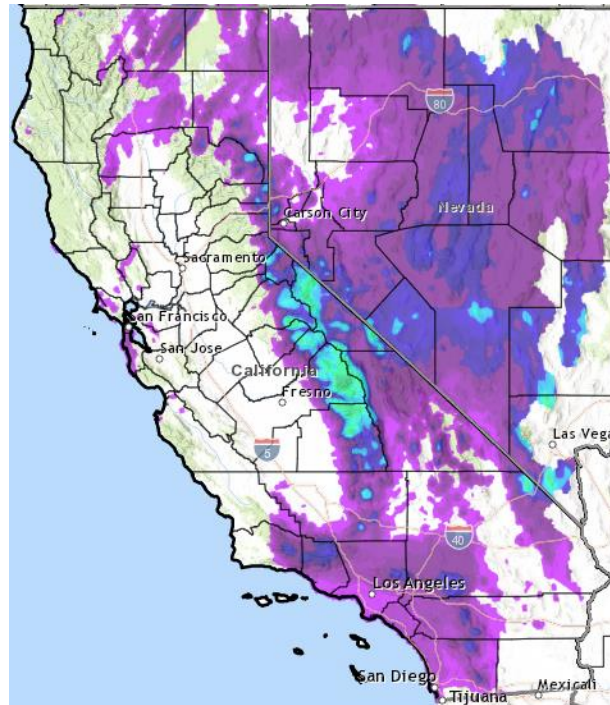 80
Carson City
Nevada
Sacramento
San Francisco
San Jose
California
Fresno
Las Vega
5
40
Los Angeles
San Diego
Tijuana
Mexicali